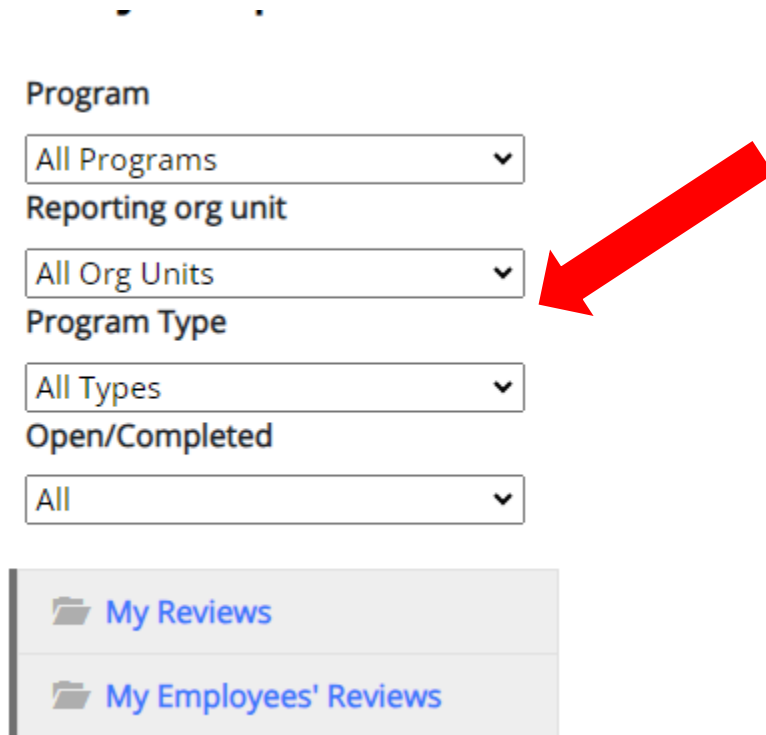 Program
All Programs
Reporting org unit
All Org Units
Program Type
All Types
Open/Completed
All
My Reviews
My Employees' Reviews